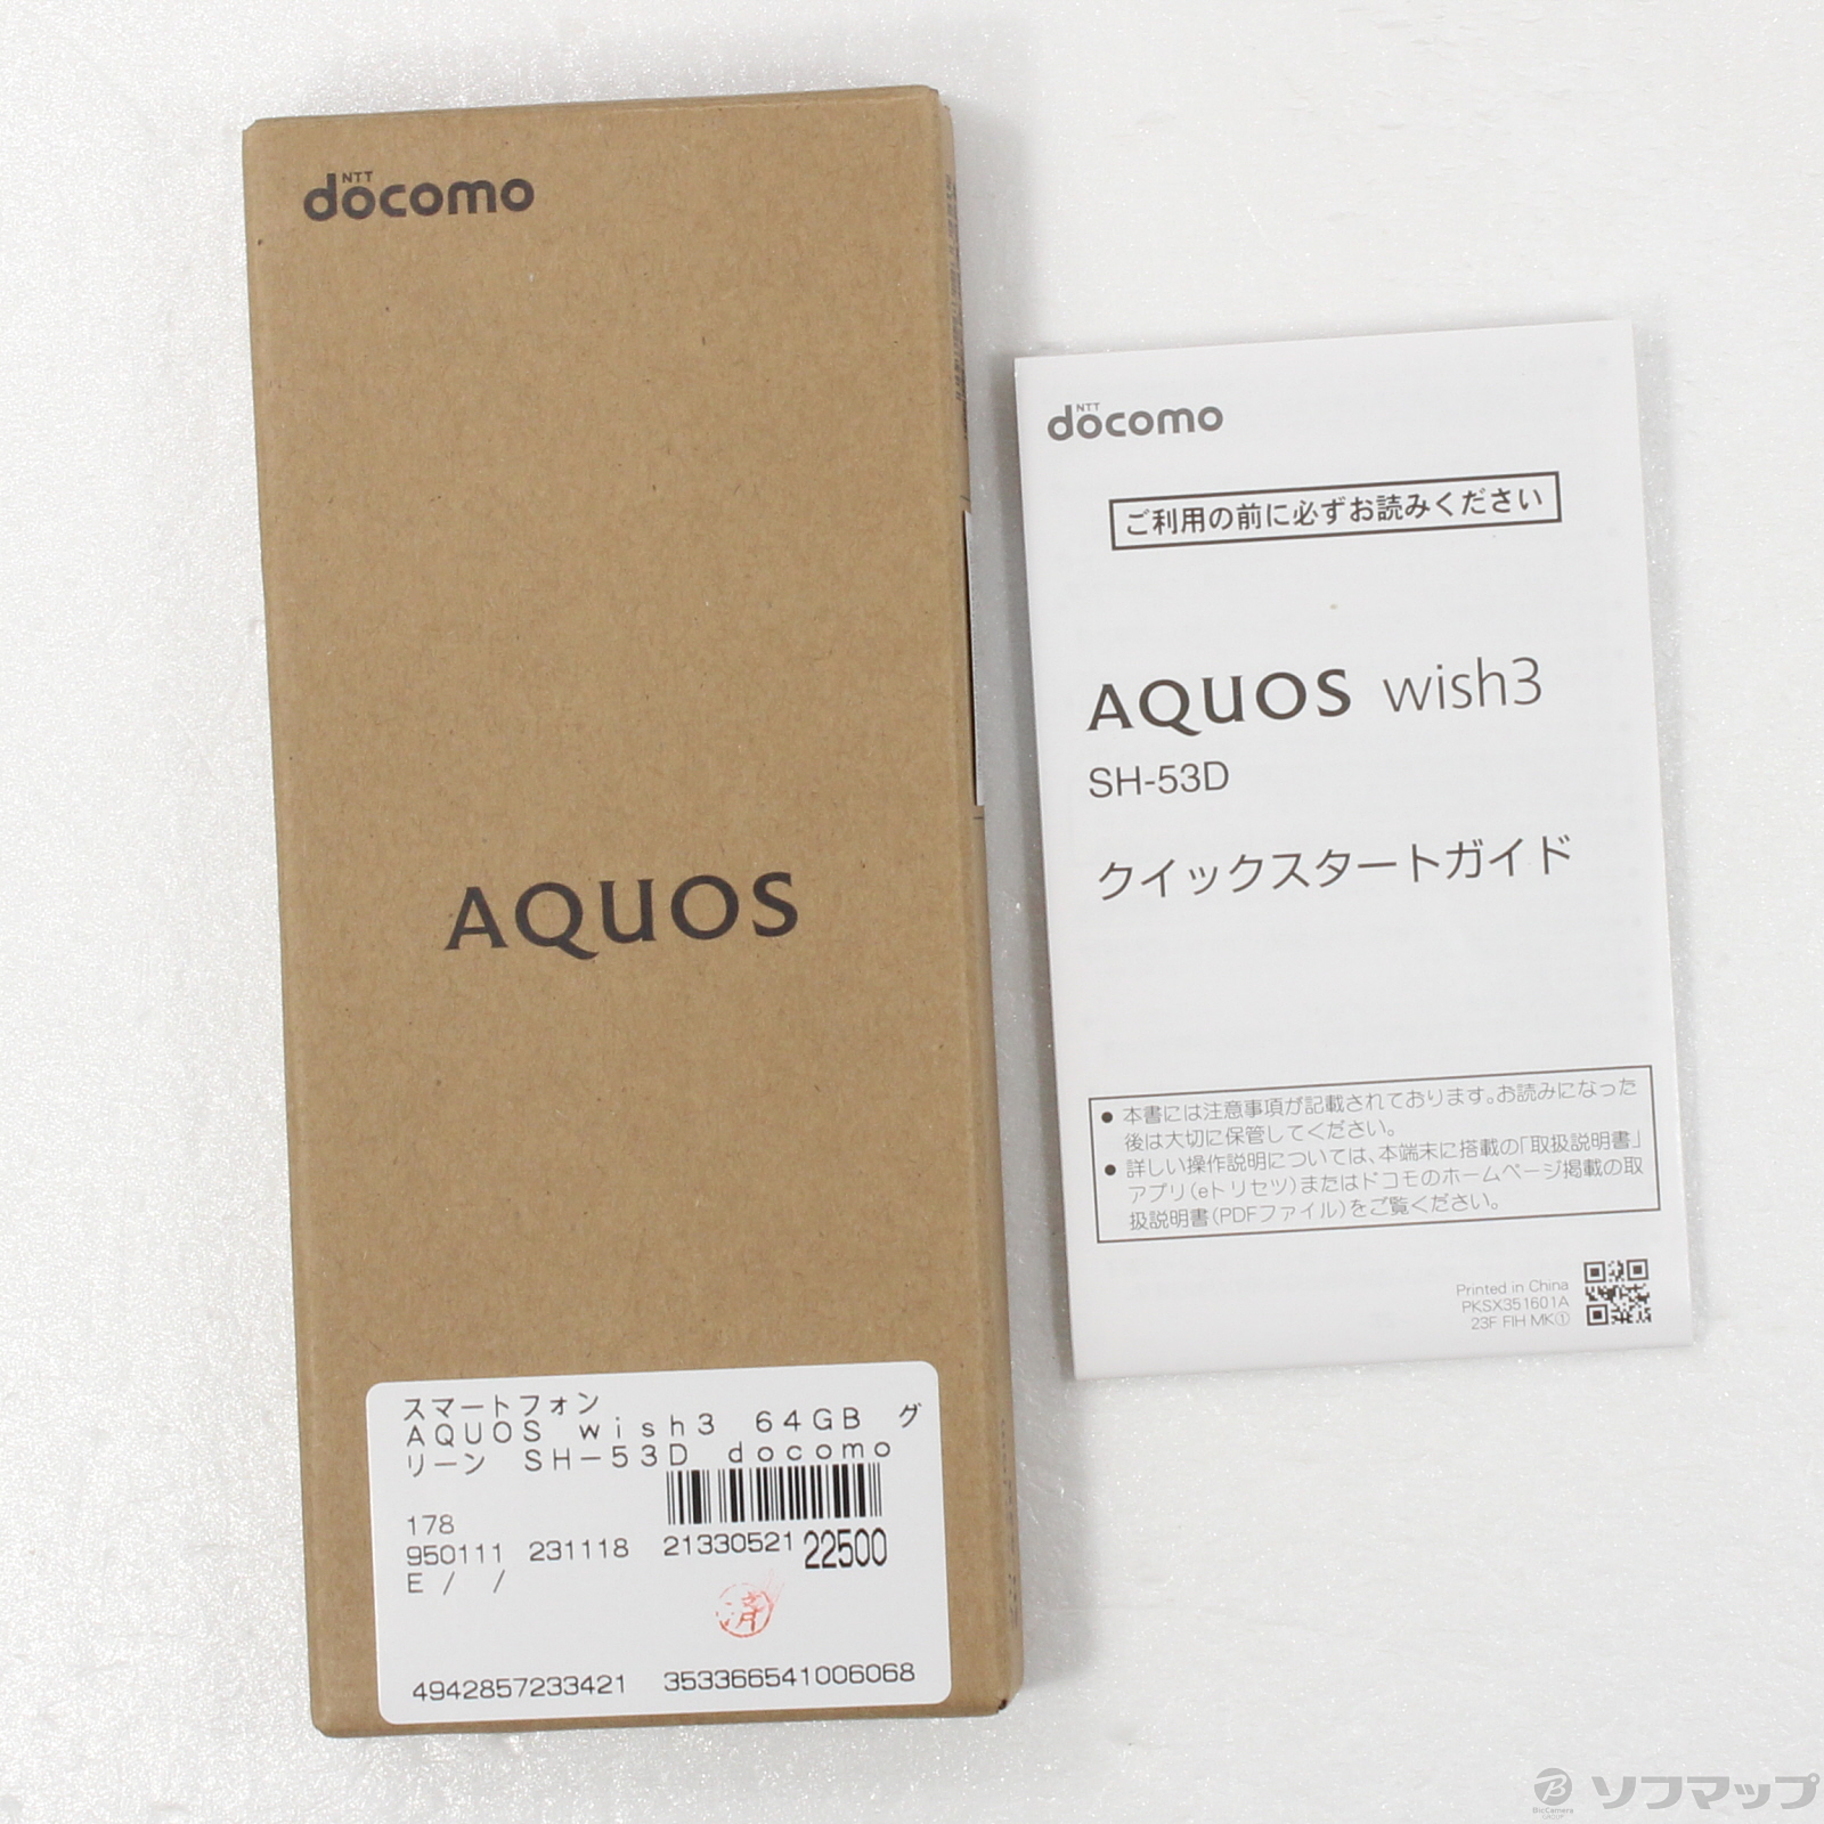 NTT
docomo
AQUOS
スマートフォン
AQUOS wish3 64GB グ
リーン SH-53D docomo
178
950111 231118 21330521 22500
E / /
済
4942857233421 353366541006068
NTT
docomo
ご利用の前に必ずお読みください
AQUOS wish3
SH-53D
クイックスタートガイド
● 本書には注意事項が記載されております。お読みになった
後は大切に保管してください。
● 詳しい操作説明については、本端末に搭載の「取扱説明書」
アプリ(eトリセツ)またはドコモのホームページ掲載の取
扱説明書(PDFファイル)をご覧ください。
Printed in China
PKSX351601A
23F FIH MK①
B
BicCamera
GROUP
ソフマップ